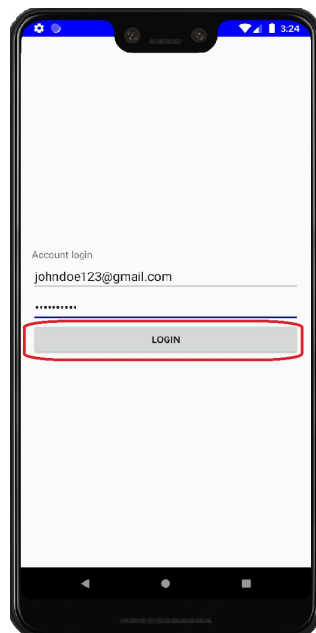 3:24
Account login
johndoe123@gmail.com
••••••••••
LOGIN